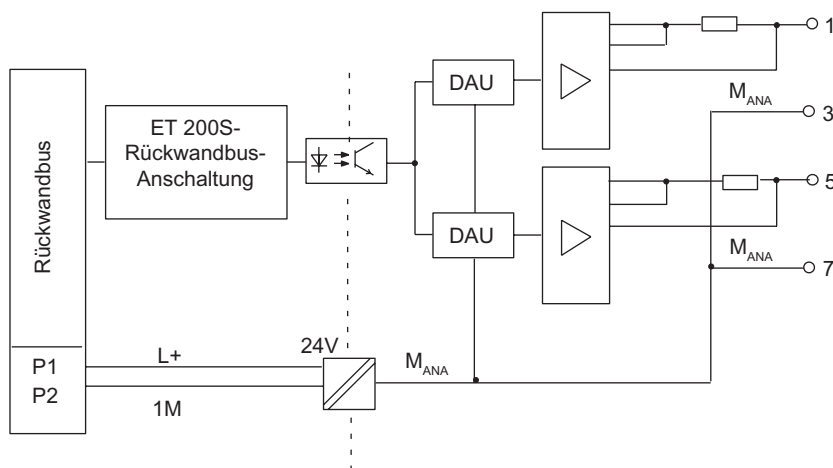 1
DAU
M_ANA
3
ET 200S-
Rückwandbus-
Anschaltung
Rückwandbus
5
DAU
M_ANA
7
24V
L+
M_ANA
P1
P2
1M